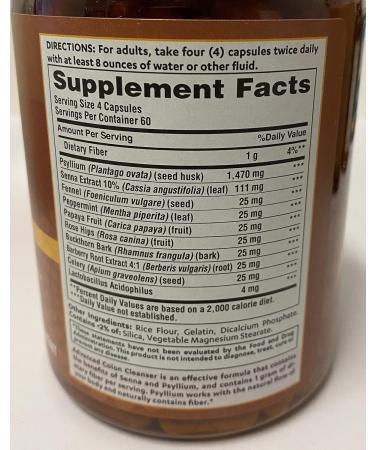 DIRECTIONS: For adults, take four (4) capsules twice daily
with at least 8 ounces of water or other fluid.
Supplement Facts
Serving Size 4 Capsules
Servings Per Container 60
Amount Per Serving %Daily Value
Dietary Fiber 1 g 4%**
Psyllium (Plantago ovata) (seed husk) 1,470 mg ***
Senna Extract 10% (Cassia angustifolia) (leaf) 111 mg ***
Fennel (Foeniculum vulgare) (seed) 25 mg ***
Peppermint (Mentha piperita) (leaf) 25 mg ***
Papaya Fruit (Carica papaya) (fruit) 25 mg ***
Rose Hips (Rosa canina) (fruit) 25 mg ***
Buckthorn Bark (Rhamnus frangula) (bark) 25 mg ***
Barberry Root Extract 4:1 (Berberis vulgaris) (root) 25 mg ***
Celery (Apium graveolens) (seed) 25 mg ***
Lactobacillus Acidophilus 4 mg ***
**Percent Daily Values are based on a 2,000 calorie diet.
***Daily Value not established.
Other Ingredients: Rice Flour, Gelatin, Dicalcium Phosphate.
Contains <2% of: Silica, Vegetable Magnesium Stearate.
*These statements have not been evaluated by the Food and Drug
This product is not intended to diagnose, treat, cure or
prevent any disease.
Advanced Colon Cleanser is an effective formula that contains
the benefits of Senna and Psyllium, and contains 1 gram of di-
etary fiber per serving. Psyllium works with the natural flow of
your body and naturally contains fiber.*